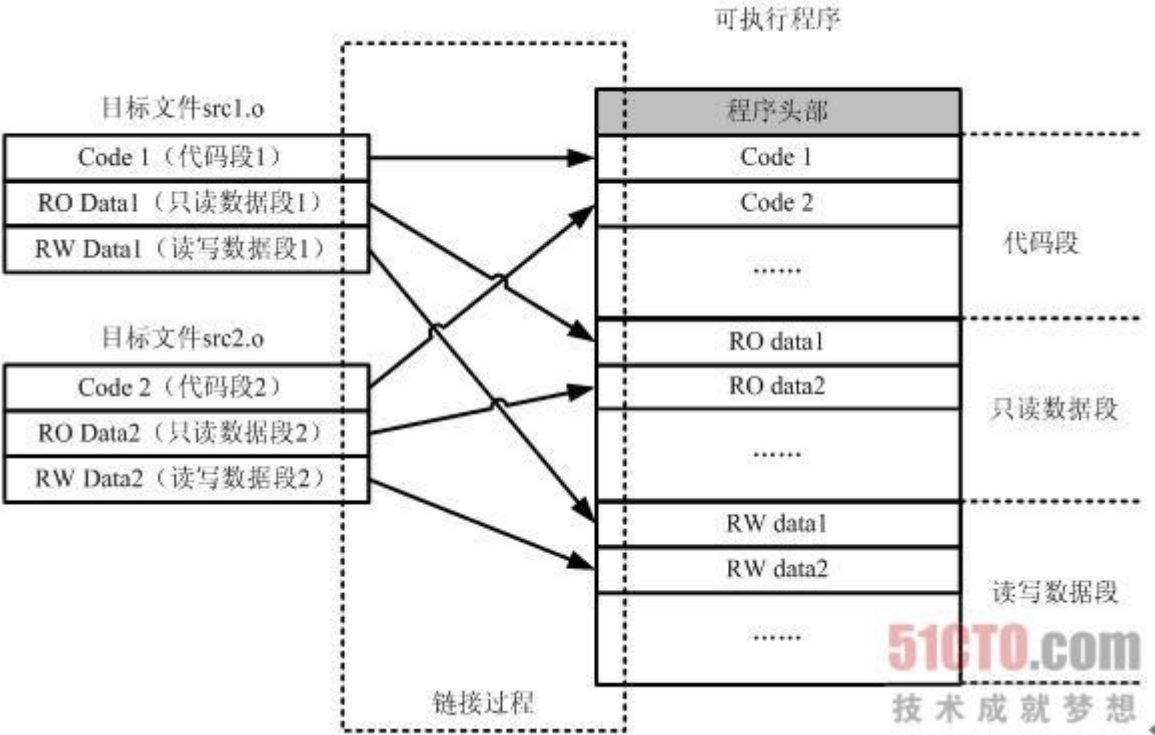 可执行程序
目标文件src1.o
Code 1（代码段1）
RO Data1（只读数据段1）
RW Data1（读写数据段1）
目标文件src2.o
Code 2（代码段2）
RO Data2（只读数据段2）
RW Data2（读写数据段2）
链接过程
程序头部
Code 1
Code 2
......
RO data1
RO data2
......
RW data1
RW data2
......
代码段
只读数据段
读写数据段
51CTO.com
技术成就梦想